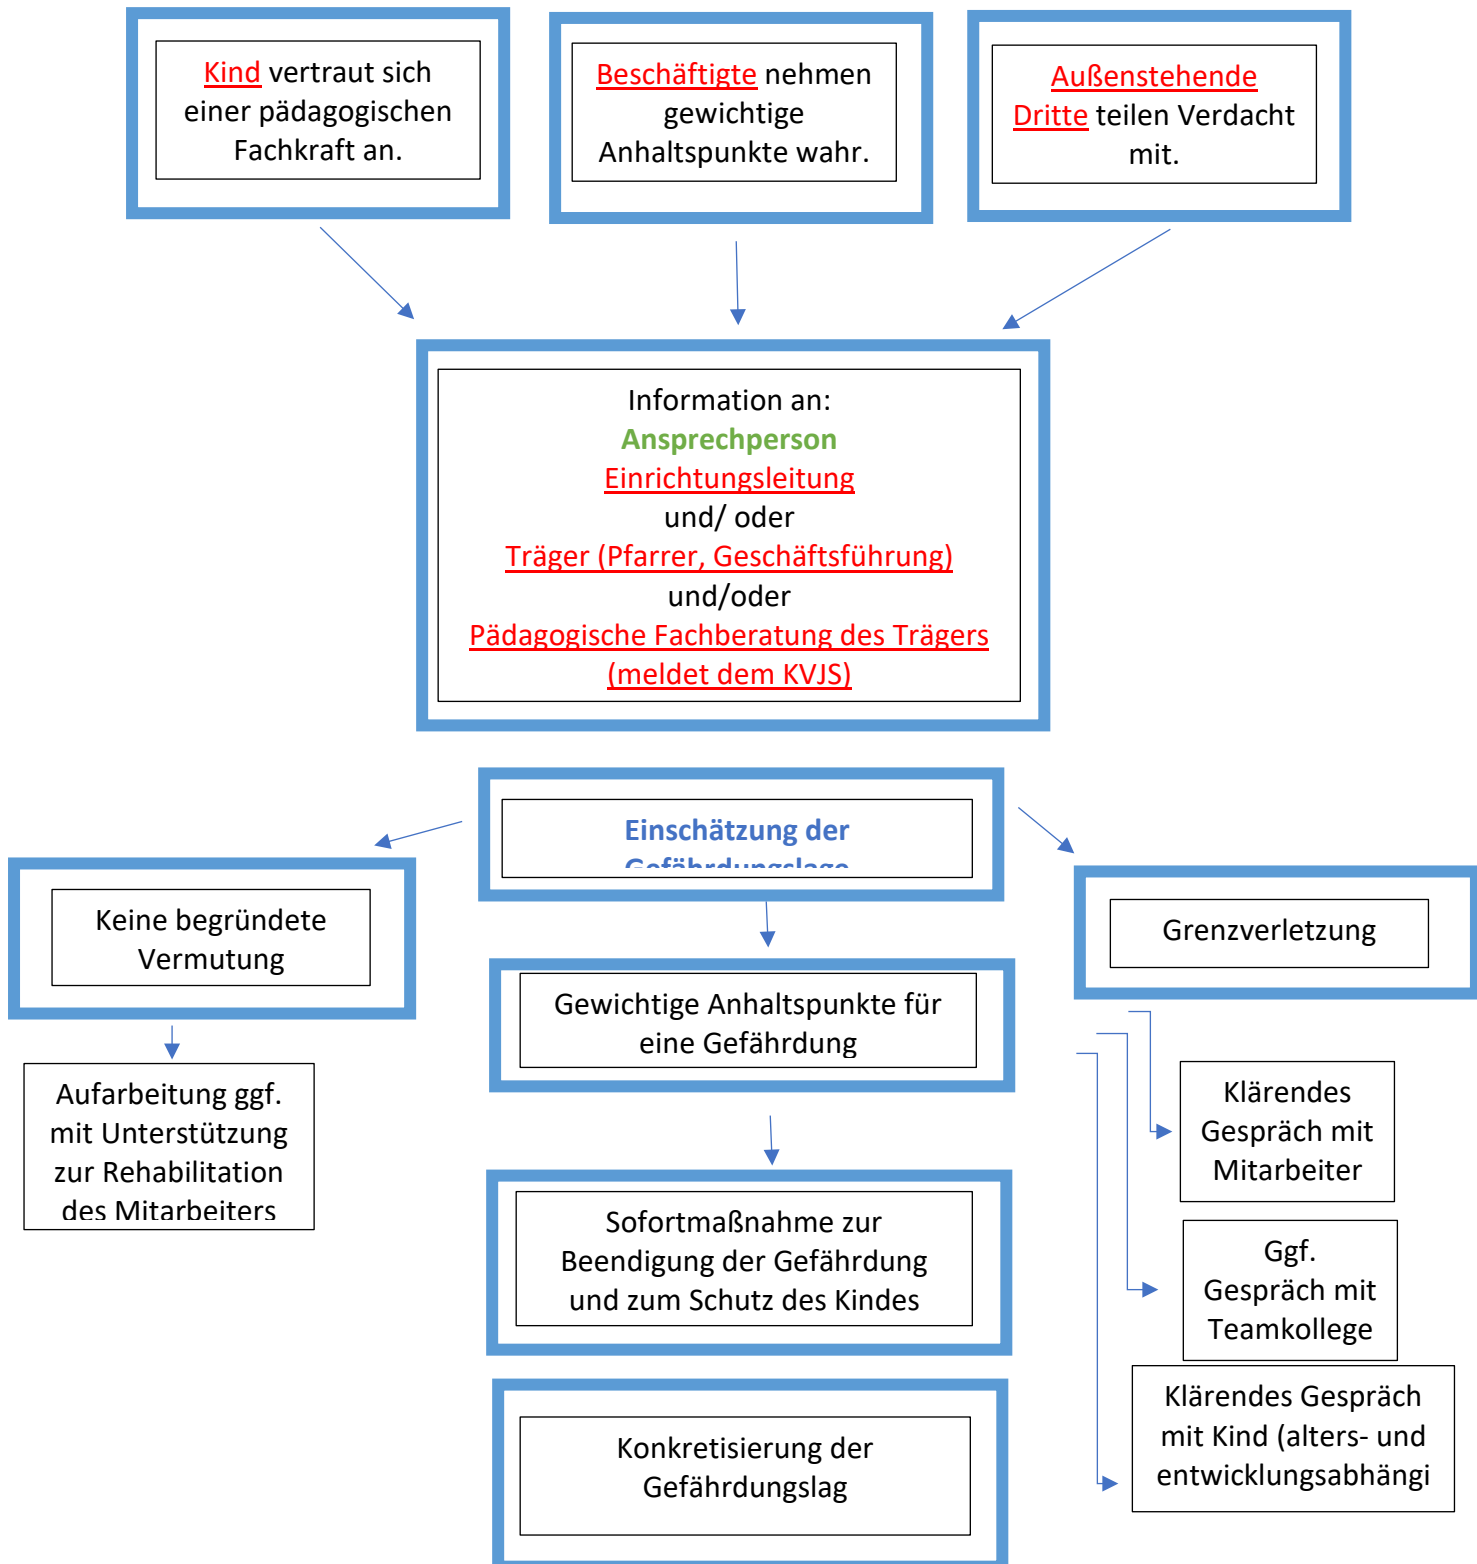 Kind vertraut sich
einer pädagogischen
Fachkraft an.
Beschäftigte nehmen
gewichtige
Anhaltspunkte wahr.
Außenstehende
Dritte teilen Verdacht
mit.
Information an:
Ansprechperson
Einrichtungsleitung
und/ oder
Träger (Pfarrer, Geschäftsführung)
und/oder
Pädagogische Fachberatung des Trägers
(meldet dem KVJS)
Einschätzung der
Gefährdungslage
Keine begründete
Vermutung
Grenzverletzung
Gewichtige Anhaltspunkte für
eine Gefährdung
Aufarbeitung ggf.
mit Unterstützung
zur Rehabilitation
des Mitarbeiters
Klärendes
Gespräch mit
Mitarbeiter
Sofortmaßnahme zur
Beendigung der Gefährdung
und zum Schutz des Kindes
Ggf.
Gespräch mit
Teamkollege
Klärendes Gespräch
mit Kind (alters- und
entwicklungsabhängi
Konkretisierung der
Gefährdungslag